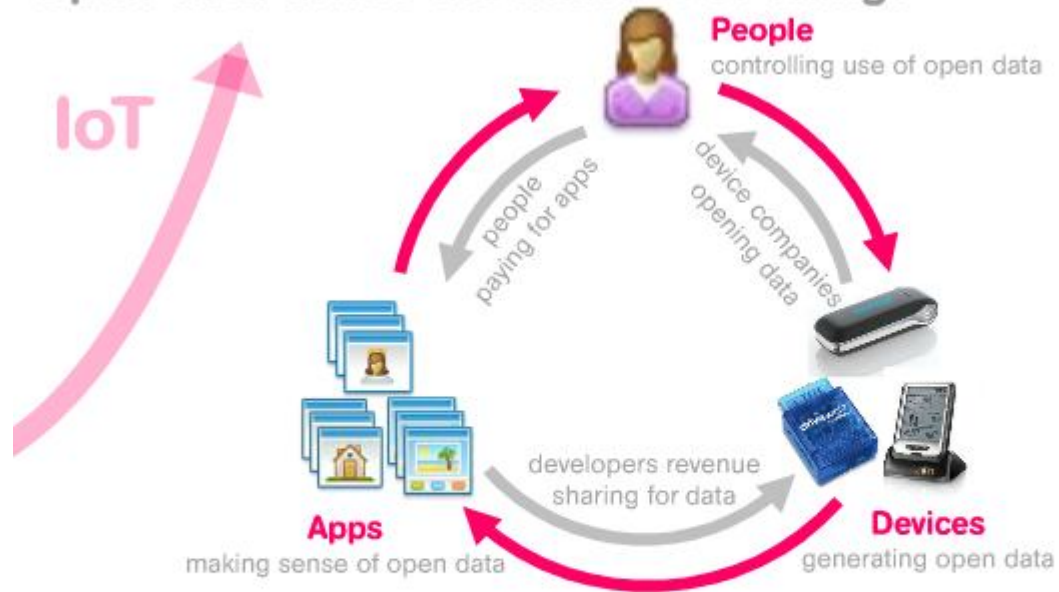 IoT
People
controlling use of open data
people
paying for apps
device companies
opening data
developers revenue
sharing for data
Apps
making sense of open data
Devices
generating open data